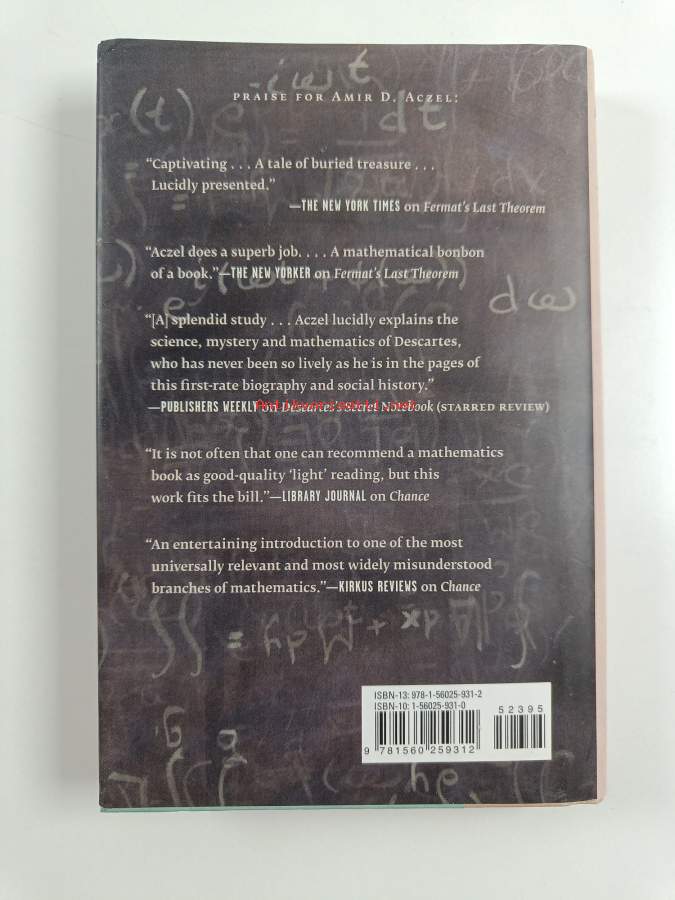 PRAISE FOR AMIR D. ACZEL:
“Captivating . . . A tale of buried treasure . . .
Lucidly presented.”
—THE NEW YORK TIMES on Fermat's Last Theorem
“Aczel does a superb job. . . . A mathematical bonbon
of a book.”—THE NEW YORKER on Fermat's Last Theorem
“[A] splendid study . . . Aczel lucidly explains the
science, mystery and mathematics of Descartes,
who has never been so lively as he is in the pages of
this first-rate biography and social history.”
—PUBLISHERS WEEKLY on Descartes's Secret Notebook (STARRED REVIEW)
“It is not often that one can recommend a mathematics
book as good-quality ‘light’ reading, but this
work fits the bill.”—LIBRARY JOURNAL on Chance
“An entertaining introduction to one of the most
universally relevant and most widely misunderstood
branches of mathematics.”—KIRKUS REVIEWS on Chance
ISBN-13: 978-1-56025-931-2
ISBN-10: 1-56025-931-0
52395
9 781560 259312